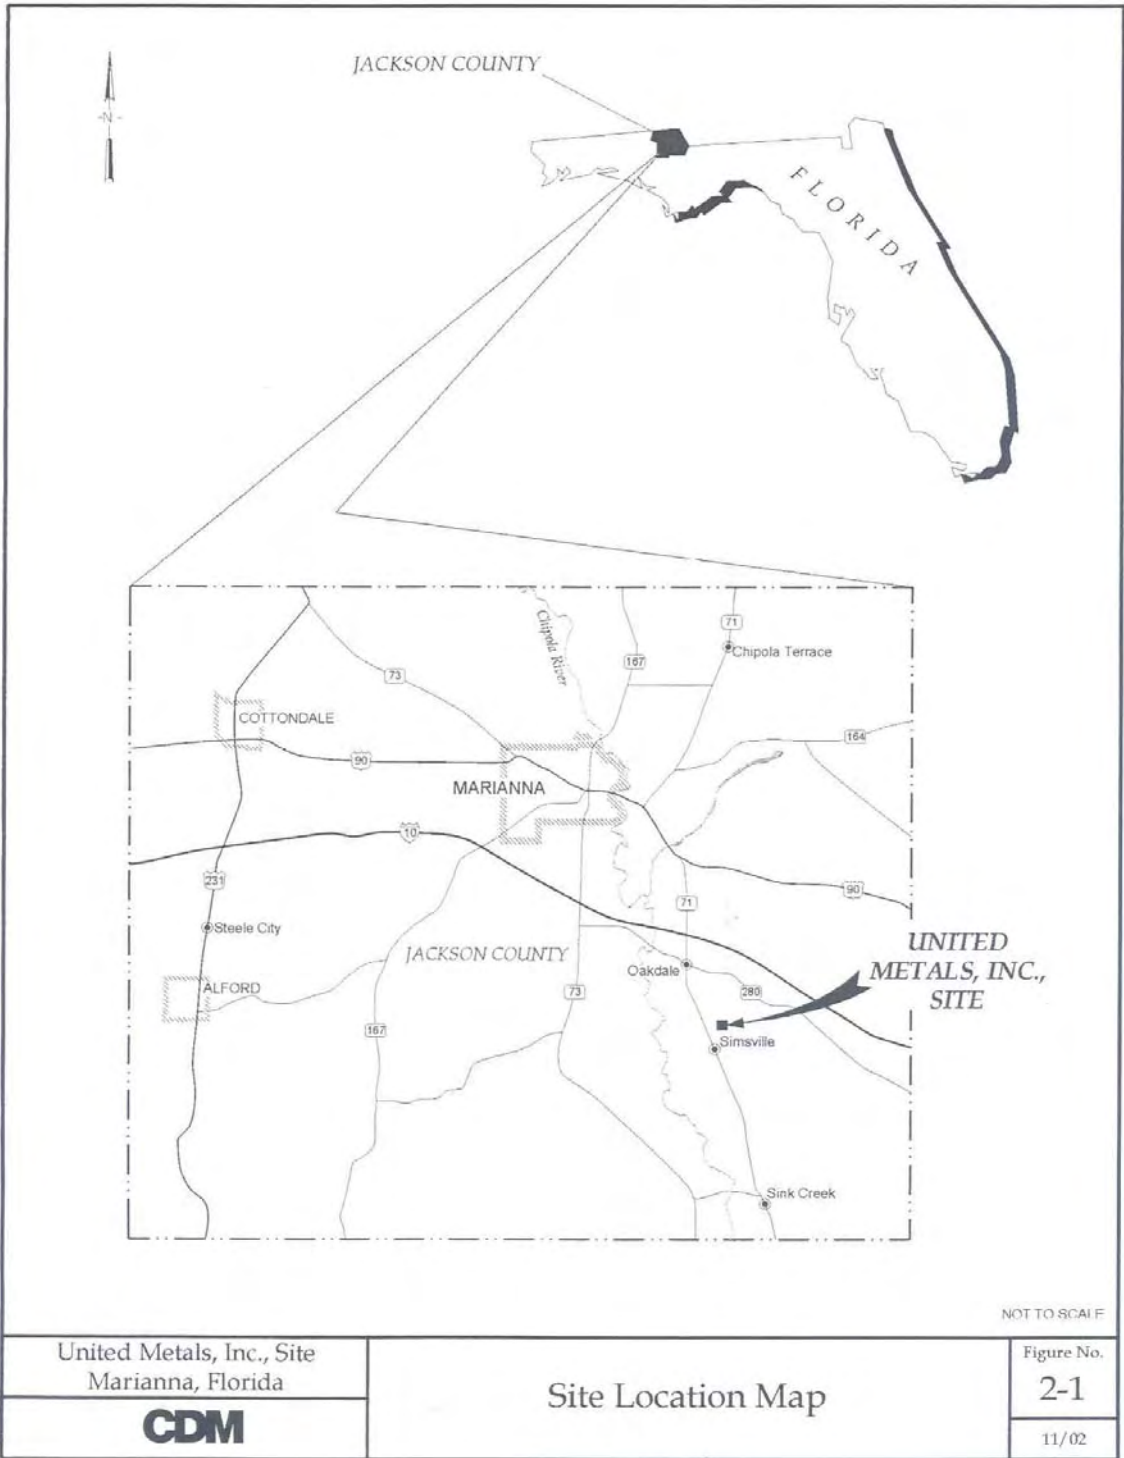 JACKSON COUNTY
-N-
FLORIDA
Chipola River
71
167
Chipola Terrace
73
COTTONDALE
164
90
MARIANNA
10
231
90
71
Steele City
JACKSON COUNTY
UNITED
METALS, INC.,
SITE
Oakdale
280
ALFORD
73
167
Simsville
Sink Creek
NOT TO SCALE
United Metals, Inc., Site
Marianna, Florida
CDM
Site Location Map
Figure No.
2-1
11/02